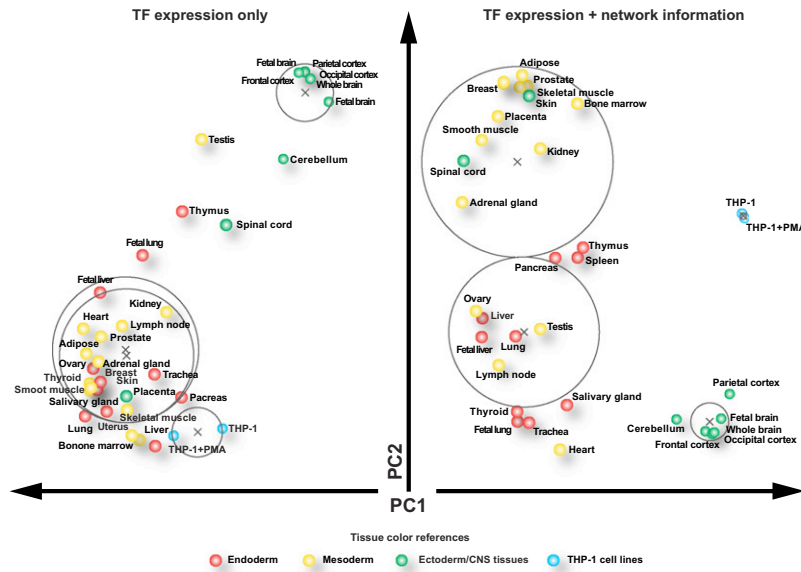 TF expression only
TF expression + network information
Fetal brain
Parietal cortex
Occipital cortex
Frontal cortex
Whole brain
Fetal brain
Testis
Cerebellum
Thymus
Spinal cord
Fetal lung
Fetal liver
Kidney
Heart
Lymph node
Prostate
Adipose
Ovary
Adrenal gland
Breast
Thyroid
Skin
Trachea
Smoot muscle
Placenta
Pacreas
Salivary gland
Skeletal muscle
Lung
Uterus
Liver
THP-1
Bonone marrow
THP-1+PMA
Adipose
Breast
Prostate
Skeletal muscle
Skin
Bone marrow
Placenta
Smooth muscle
Kidney
Spinal cord
Adrenal gland
THP-1
THP-1+PMA
Thymus
Pancreas
Spleen
Ovary
Liver
Testis
Fetal liver
Lung
Lymph node
Salivary gland
Parietal cortex
Thyroid
Fetal lung
Trachea
Cerebellum
Fetal brain
Whole brain
Frontal cortex
Occipital cortex
Heart
PC2
PC1
Tissue color references
Endoderm
Mesoderm
Ectoderm/CNS tissues
THP-1 cell lines